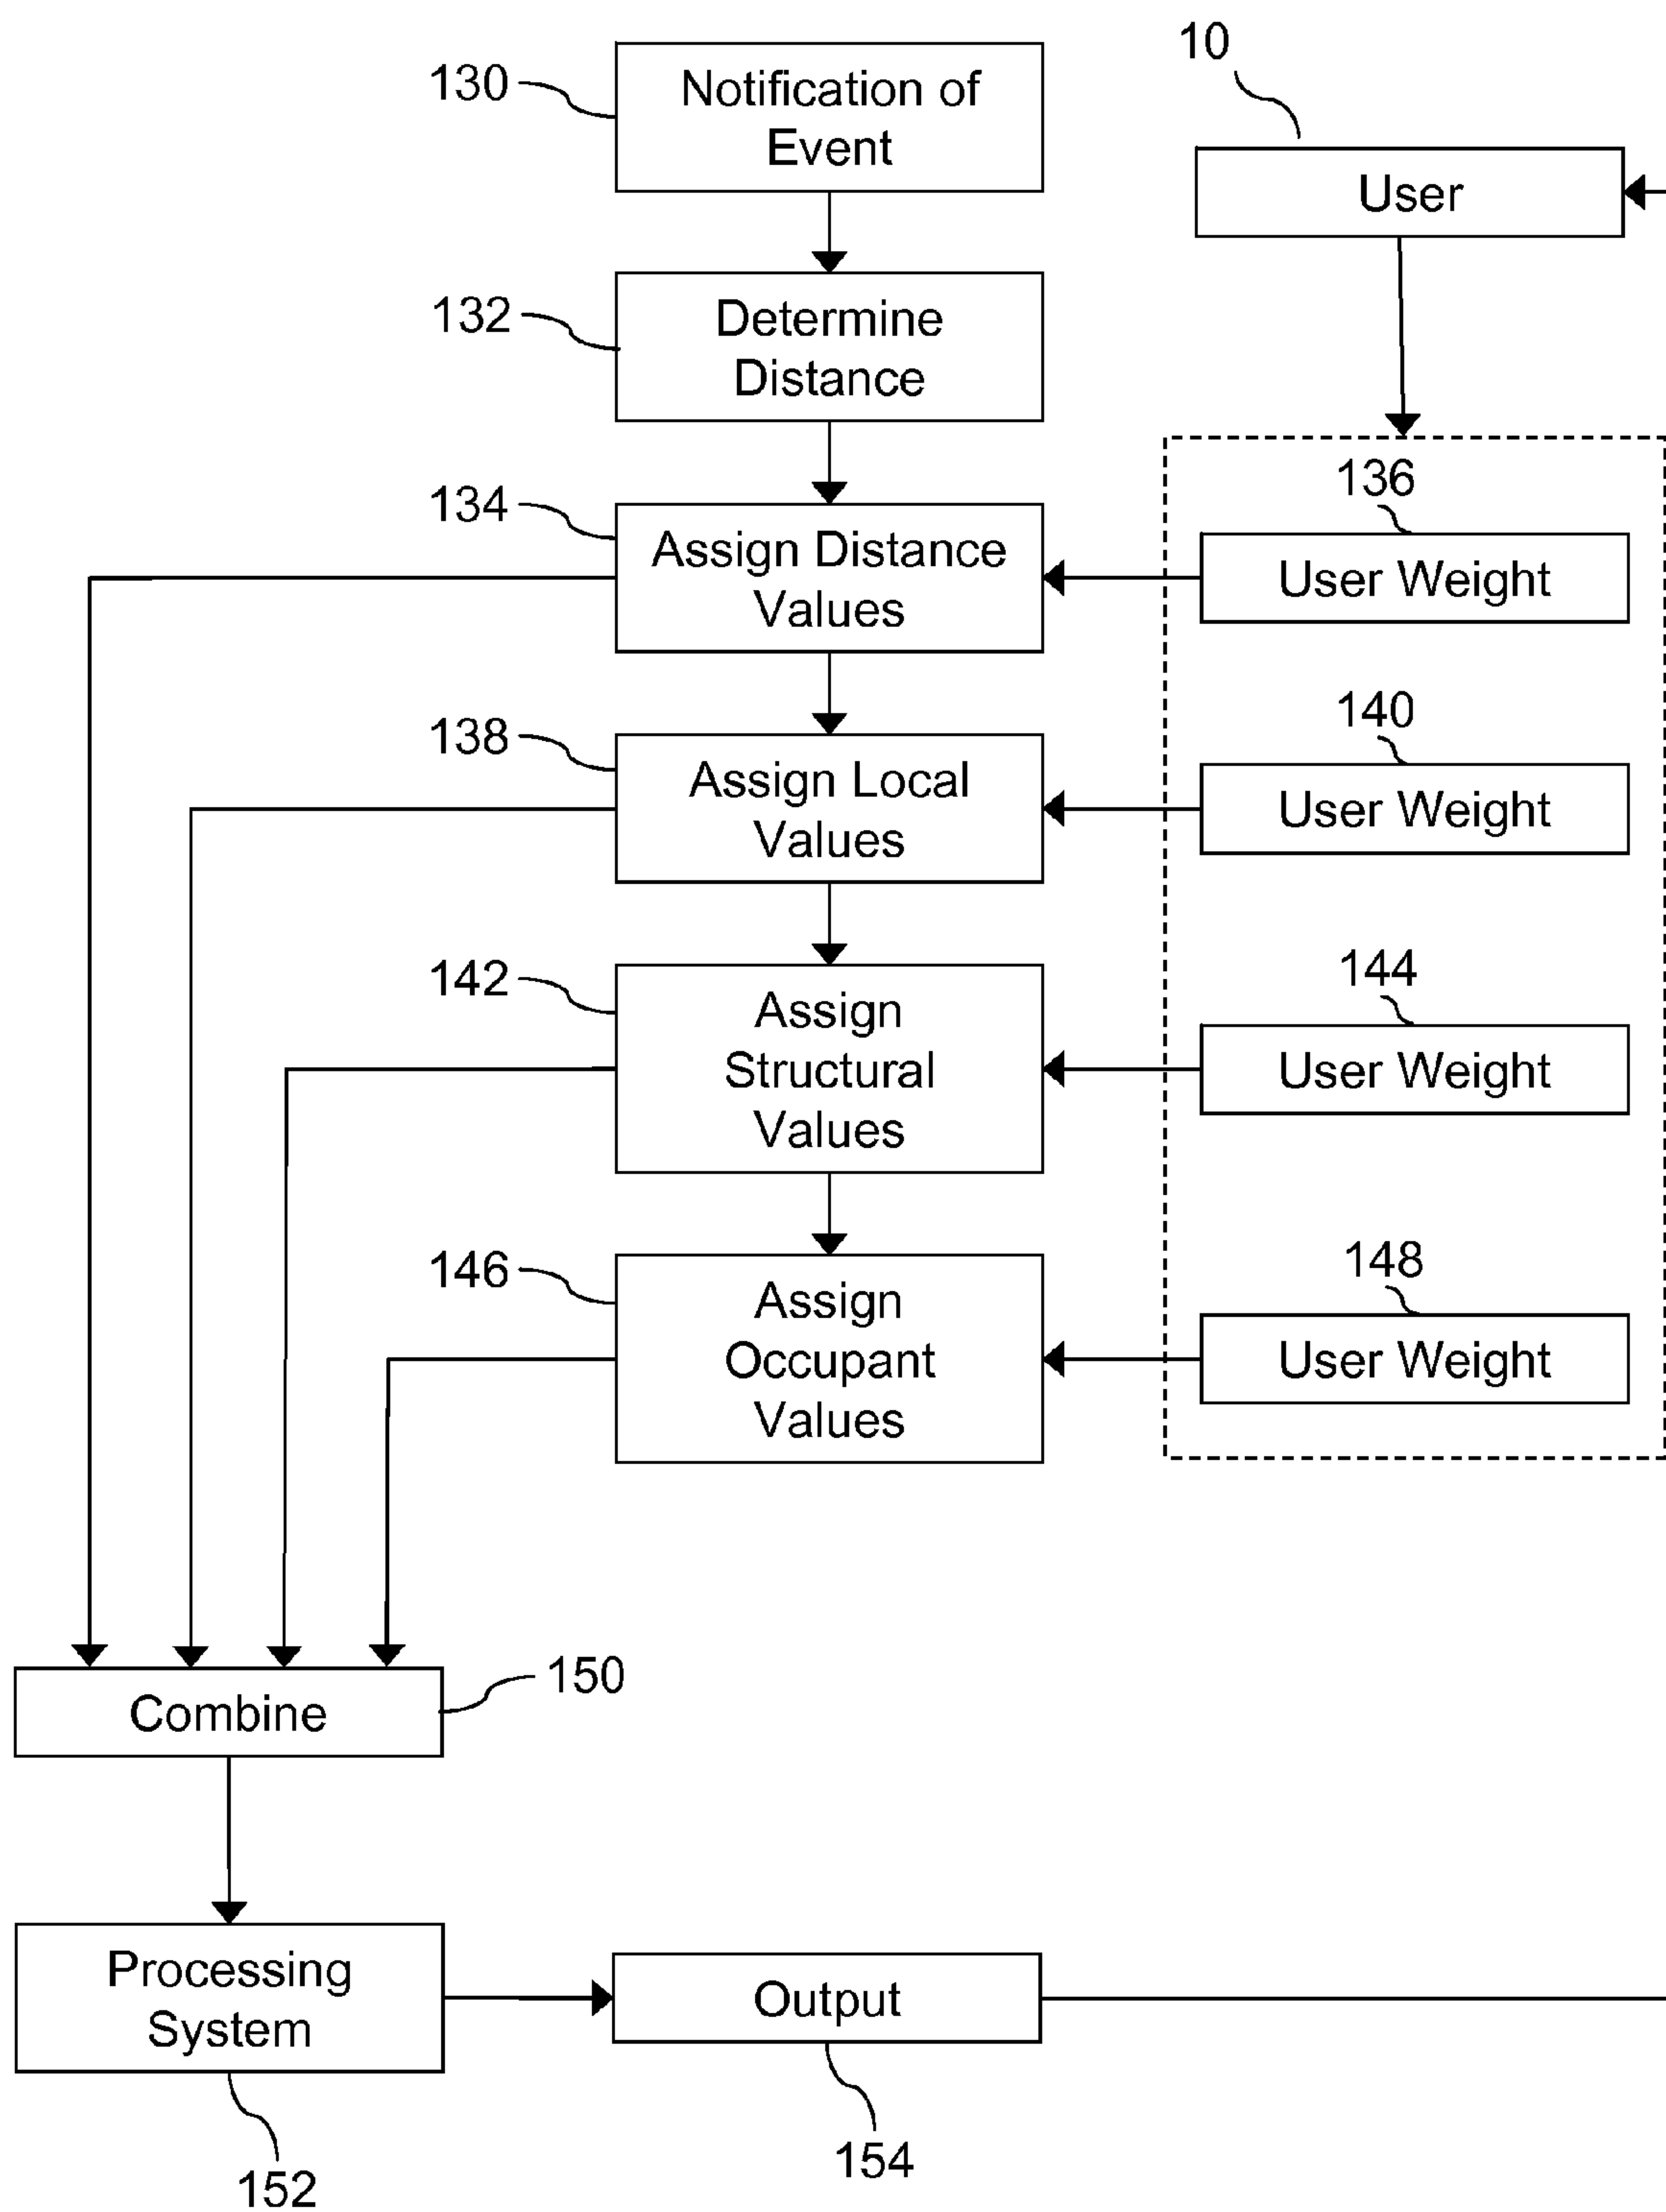 10
130
Notification of
Event
User
132
Determine
Distance
136
134
Assign Distance
Values
User Weight
140
138
Assign Local
Values
User Weight
144
142
Assign
Structural
Values
User Weight
148
146
Assign
Occupant
Values
User Weight
150
Combine
Processing
System
Output
154
152